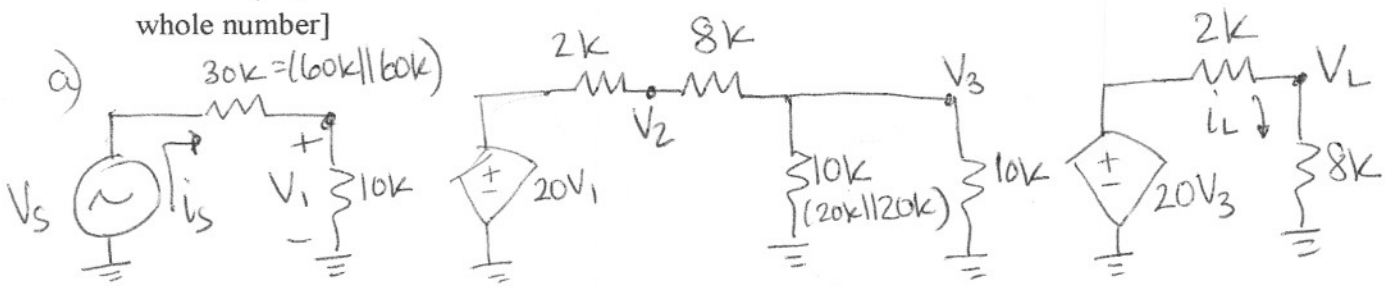 whole number]
a)
30k=(60k||60k)
Vs
is
+
V1
-
10k
+
-
20V1
2k
V2
8k
10k
(20k||20k)
V3
10k
+
-
20V3
2k
iL
VL
8k